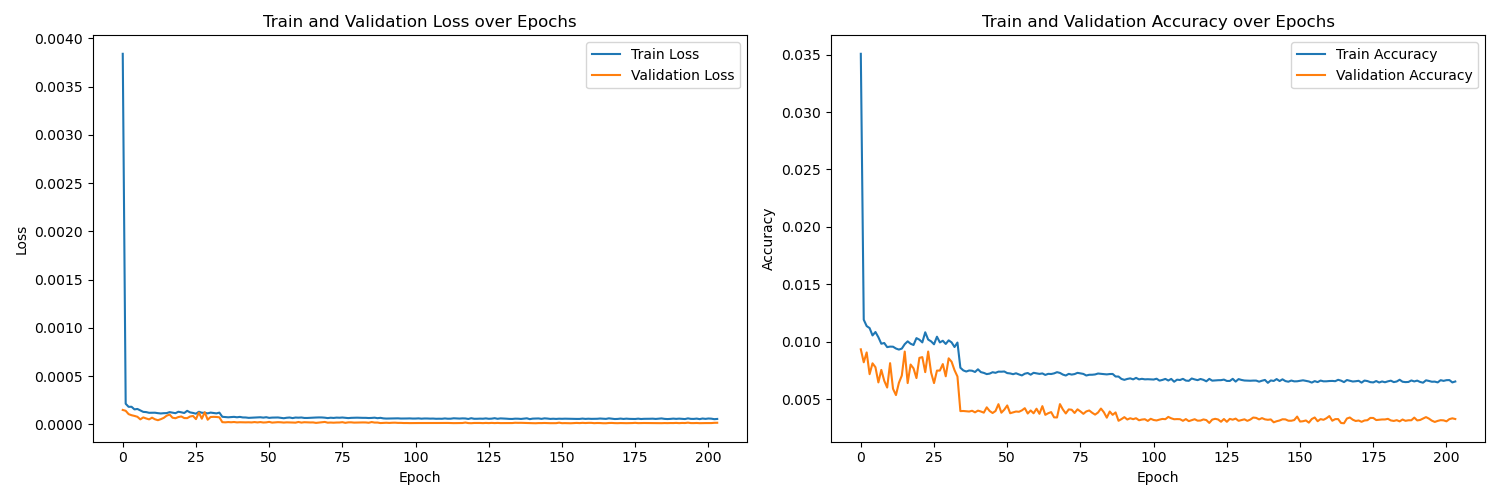 Train and Validation Loss over Epochs
Train Loss
Validation Loss
0.0040
0.0035
0.0030
0.0025
0.0020
0.0015
0.0010
0.0005
0.0000
Loss
0 25 50 75 100 125 150 175 200
Epoch
Train and Validation Accuracy over Epochs
Train Accuracy
Validation Accuracy
0.035
0.030
0.025
0.020
0.015
0.010
0.005
Accuracy
0 25 50 75 100 125 150 175 200
Epoch